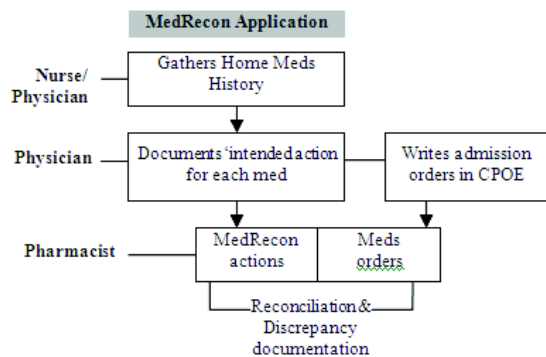 MedRecon Application
Nurse/
Physician
Gathers Home Meds
History
Physician
Documents ‘intended action
for each med
Writes admission
orders in CPOE
Pharmacist
MedRecon
actions
Meds
orders
Reconciliation &
Discrepancy
documentation